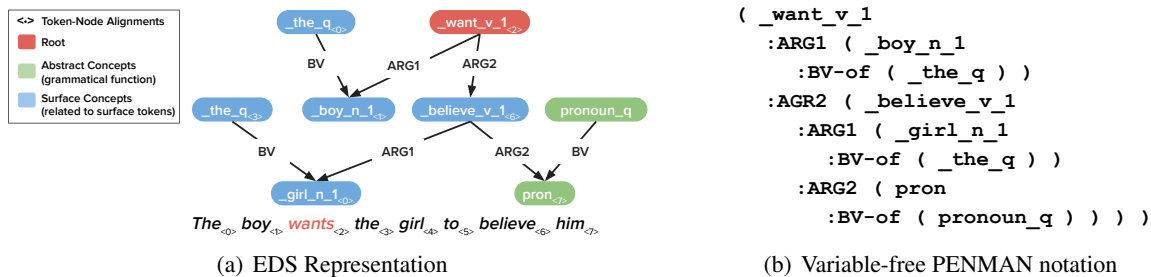 <·> Token-Node Alignments
Root
Abstract Concepts
(grammatical function)
Surface Concepts
(related to surface tokens)
_the_q<0>
_want_v_1<2>
BV
ARG1
ARG2
_the_q<3>
_boy_n_1<1>
_believe_v_1<6>
pronoun_q
BV
ARG1
ARG2
BV
_girl_n_1<0>
pron<7>
The<0> boy<1> wants<2> the<3> girl<4> to<5> believe<6> him<7>
(a) EDS Representation
( _want_v_1
:ARG1 ( _boy_n_1
:BV-of ( _the_q ) )
:AGR2 ( _believe_v_1
:ARG1 ( _girl_n_1
:BV-of ( _the_q ) )
:ARG2 ( pron
:BV-of ( pronoun_q ) ) ) )
(b) Variable-free PENMAN notation